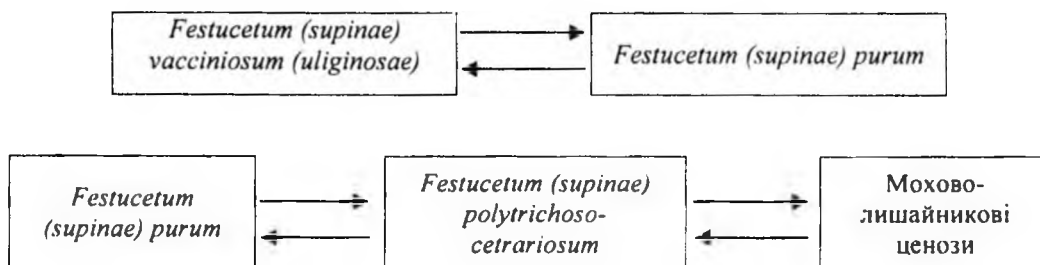 Festucetum (supinae)
vacciniosum (uliginosae)
Festucetum (supinae) purum
Festucetum
(supinae) purum
Festucetum (supinae)
polytrichoso-
cetrariosum
Мохово-
лишайникові
ценози